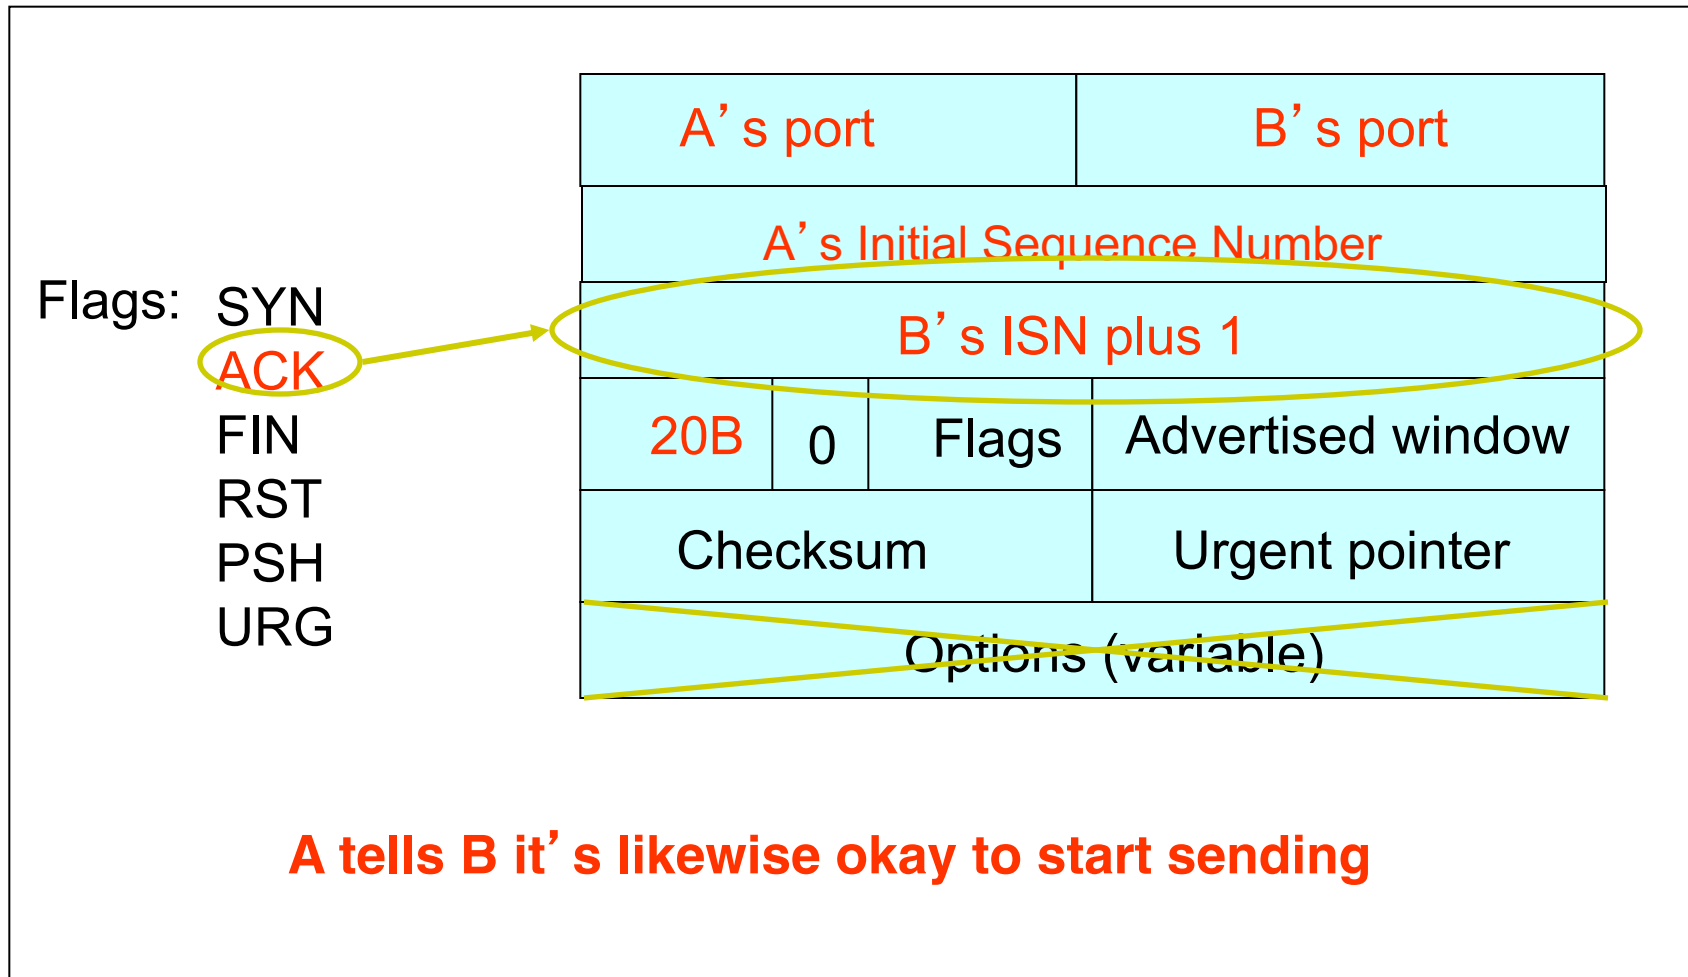 A’s port
B’s port
A’s Initial Sequence Number
Flags:
SYN
ACK
FIN
RST
PSH
URG
B’s ISN plus 1
20B
0
Flags
Advertised window
Checksum
Urgent pointer
Options (variable)
A tells B it’s likewise okay to start sending